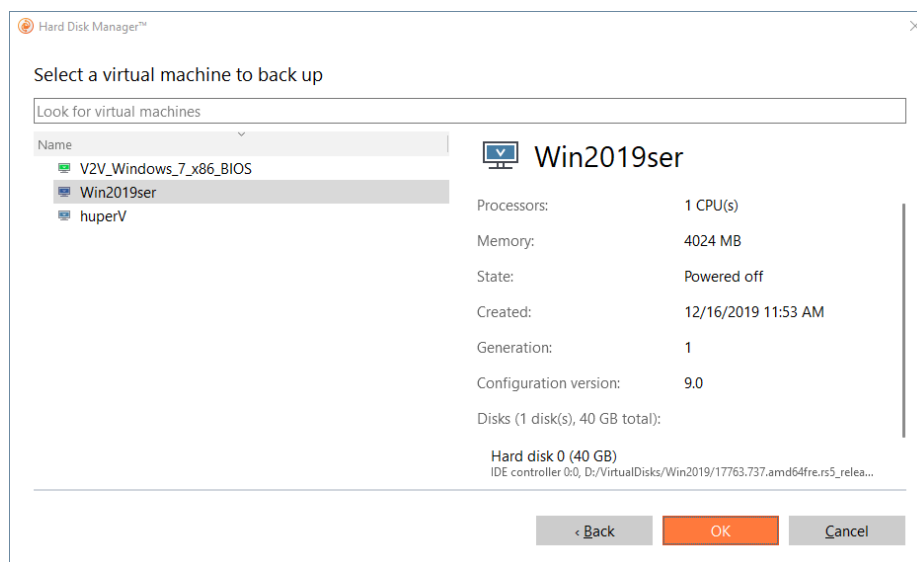 Hard Disk Manager™
Select a virtual machine to back up
Look for virtual machines
Name
V2V_Windows_7_x86_BIOS
Win2019ser
huperV
Win2019ser
Processors: 1 CPU(s)
Memory: 4024 MB
State: Powered off
Created: 12/16/2019 11:53 AM
Generation: 1
Configuration version: 9.0
Disks (1 disk(s), 40 GB total):
Hard disk 0 (40 GB)
IDE controller 0:0, D:/VirtualDisks/Win2019/17763.737.amd64fre.rs5_relea...
‹ Back OK Cancel